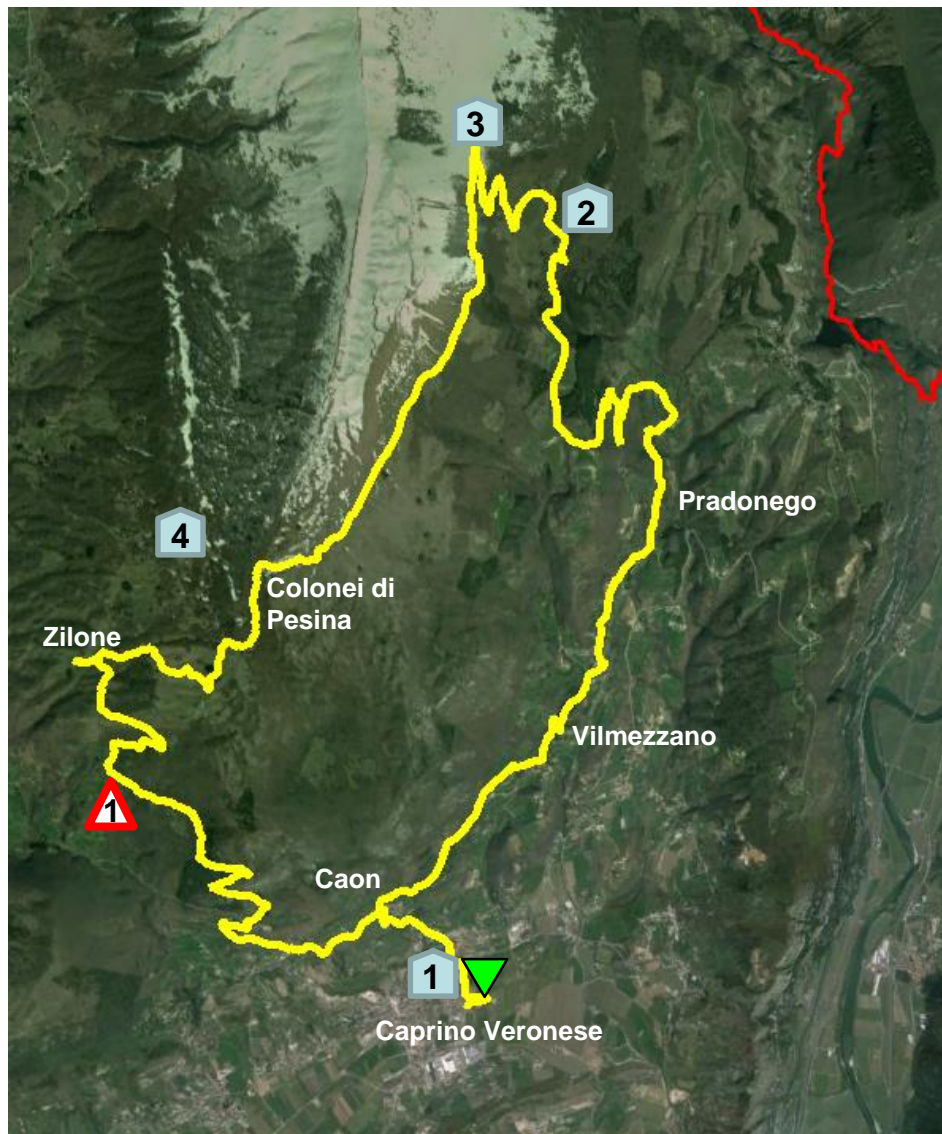 3
2
Pradonego
4
Colonei di
Pesina
Zilone
Vilmezzano
1
Caon
1
Caprino Veronese